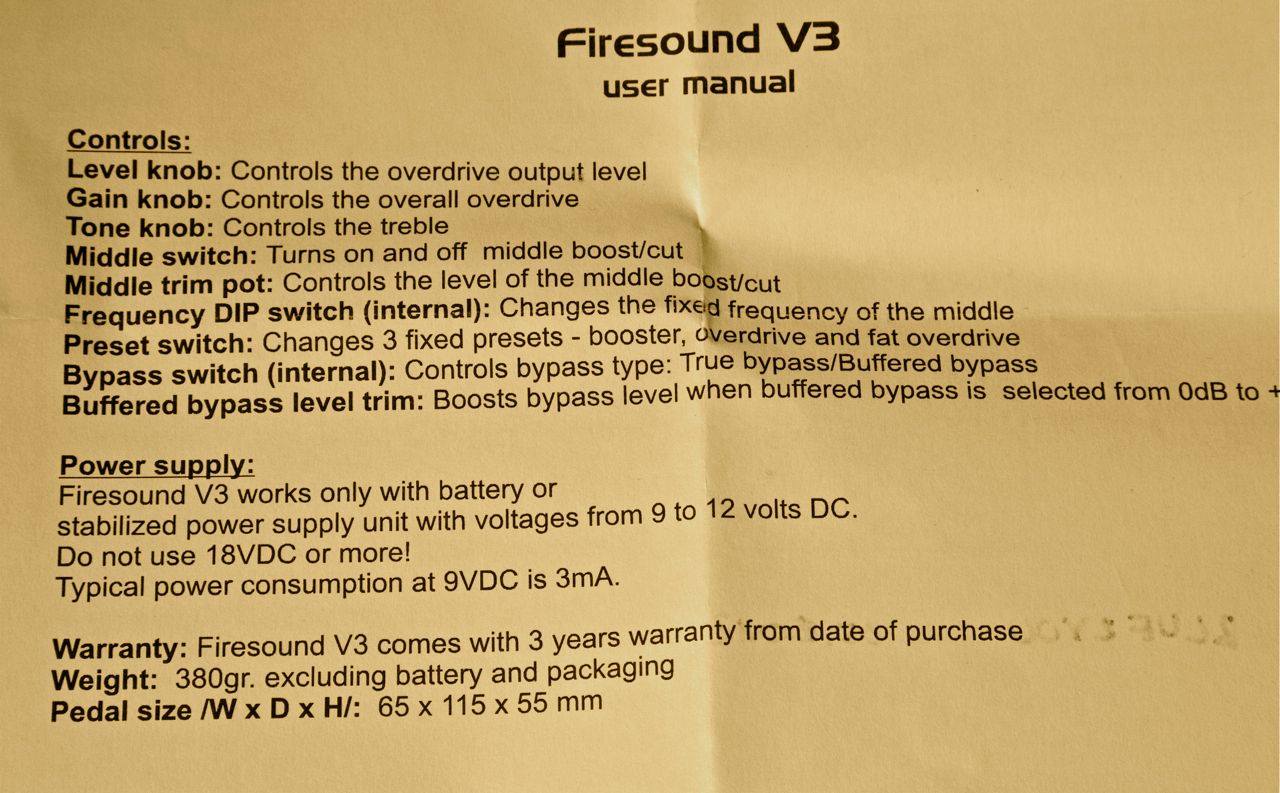 Firesound V3
user manual
Controls:
Level knob: Controls the overdrive output level
Gain knob: Controls the overall overdrive
Tone knob: Controls the treble
Middle switch: Turns on and off  middle boost/cut
Middle trim pot: Controls the level of the middle boost/cut
Frequency DIP switch (internal): Changes the fixed frequency of the middle
Preset switch: Changes 3 fixed presets - booster, overdrive and fat overdrive
Bypass switch (internal): Controls bypass type: True bypass/Buffered bypass
Buffered bypass level trim: Boosts bypass level when buffered bypass is  selected from 0dB to +
Power supply:
Firesound V3 works only with battery or
stabilized power supply unit with voltages from 9 to 12 volts DC.
Do not use 18VDC or more!
Typical power consumption at 9VDC is 3mA.
Warranty: Firesound V3 comes with 3 years warranty from date of purchase
Weight:  380gr. excluding battery and packaging
Pedal size /W x D x H/:  65 x 115 x 55 mm